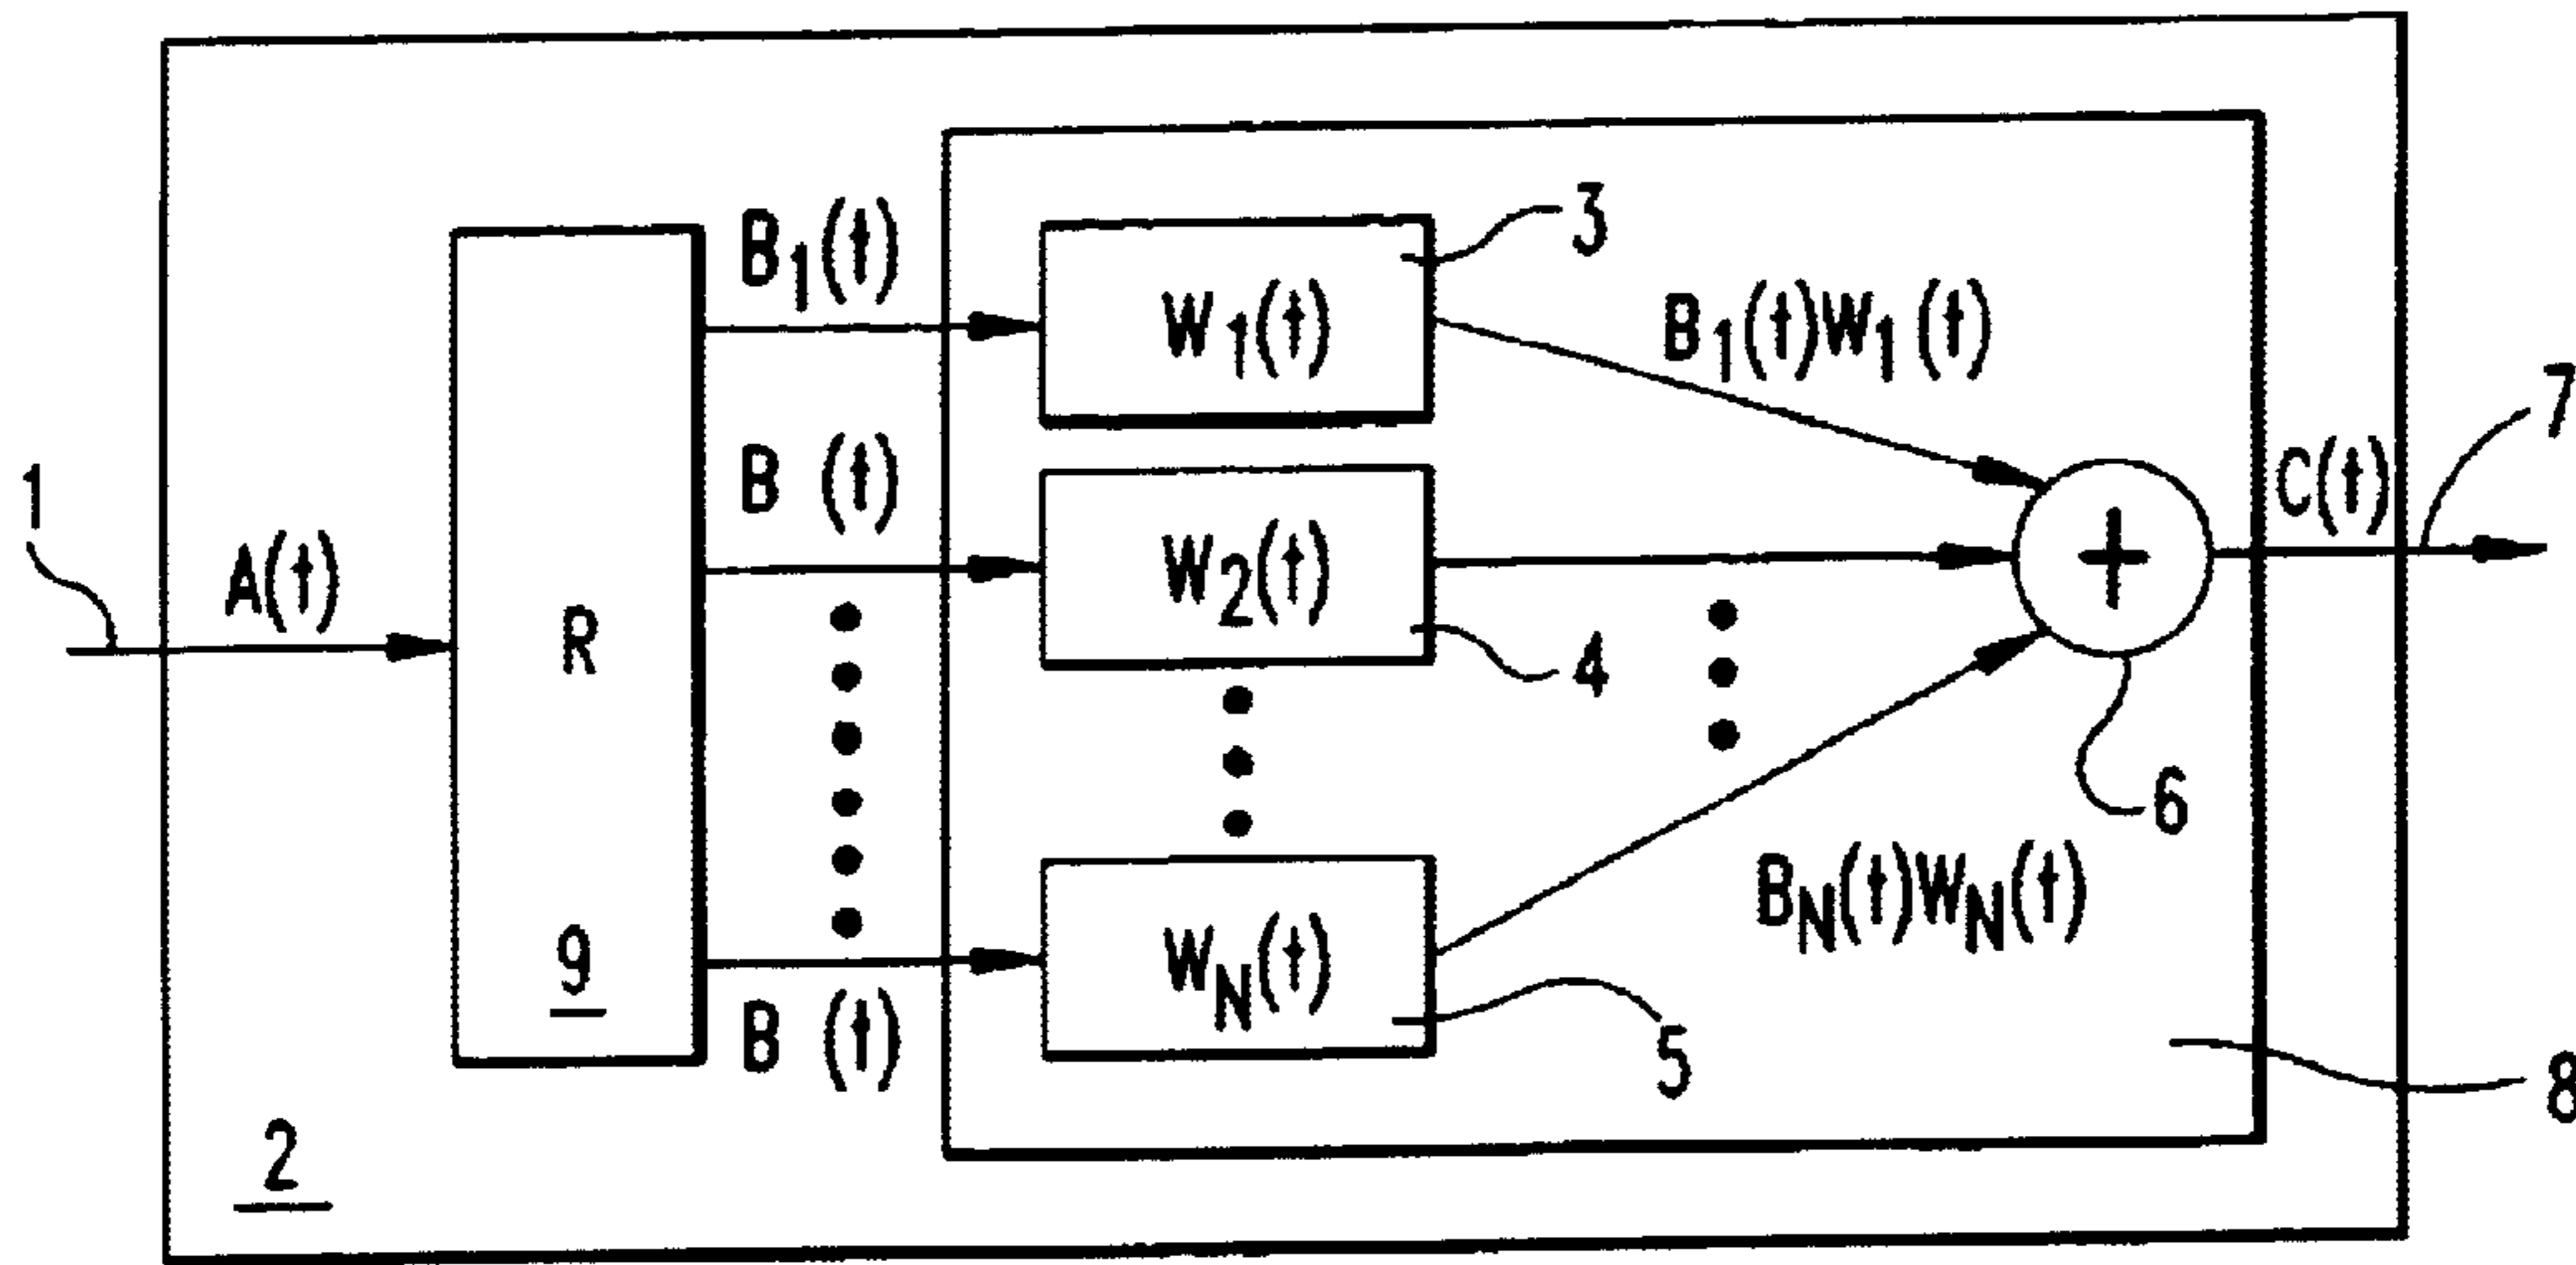 B₁(t)
3
W₁(t)
B₁(t)W₁(t)
7
1
B (t)
C(t)
A(t)
W₂(t)
+
R
4
6
9
Wₙ(t)
Bₙ(t)Wₙ(t)
B (t)
5
8
2